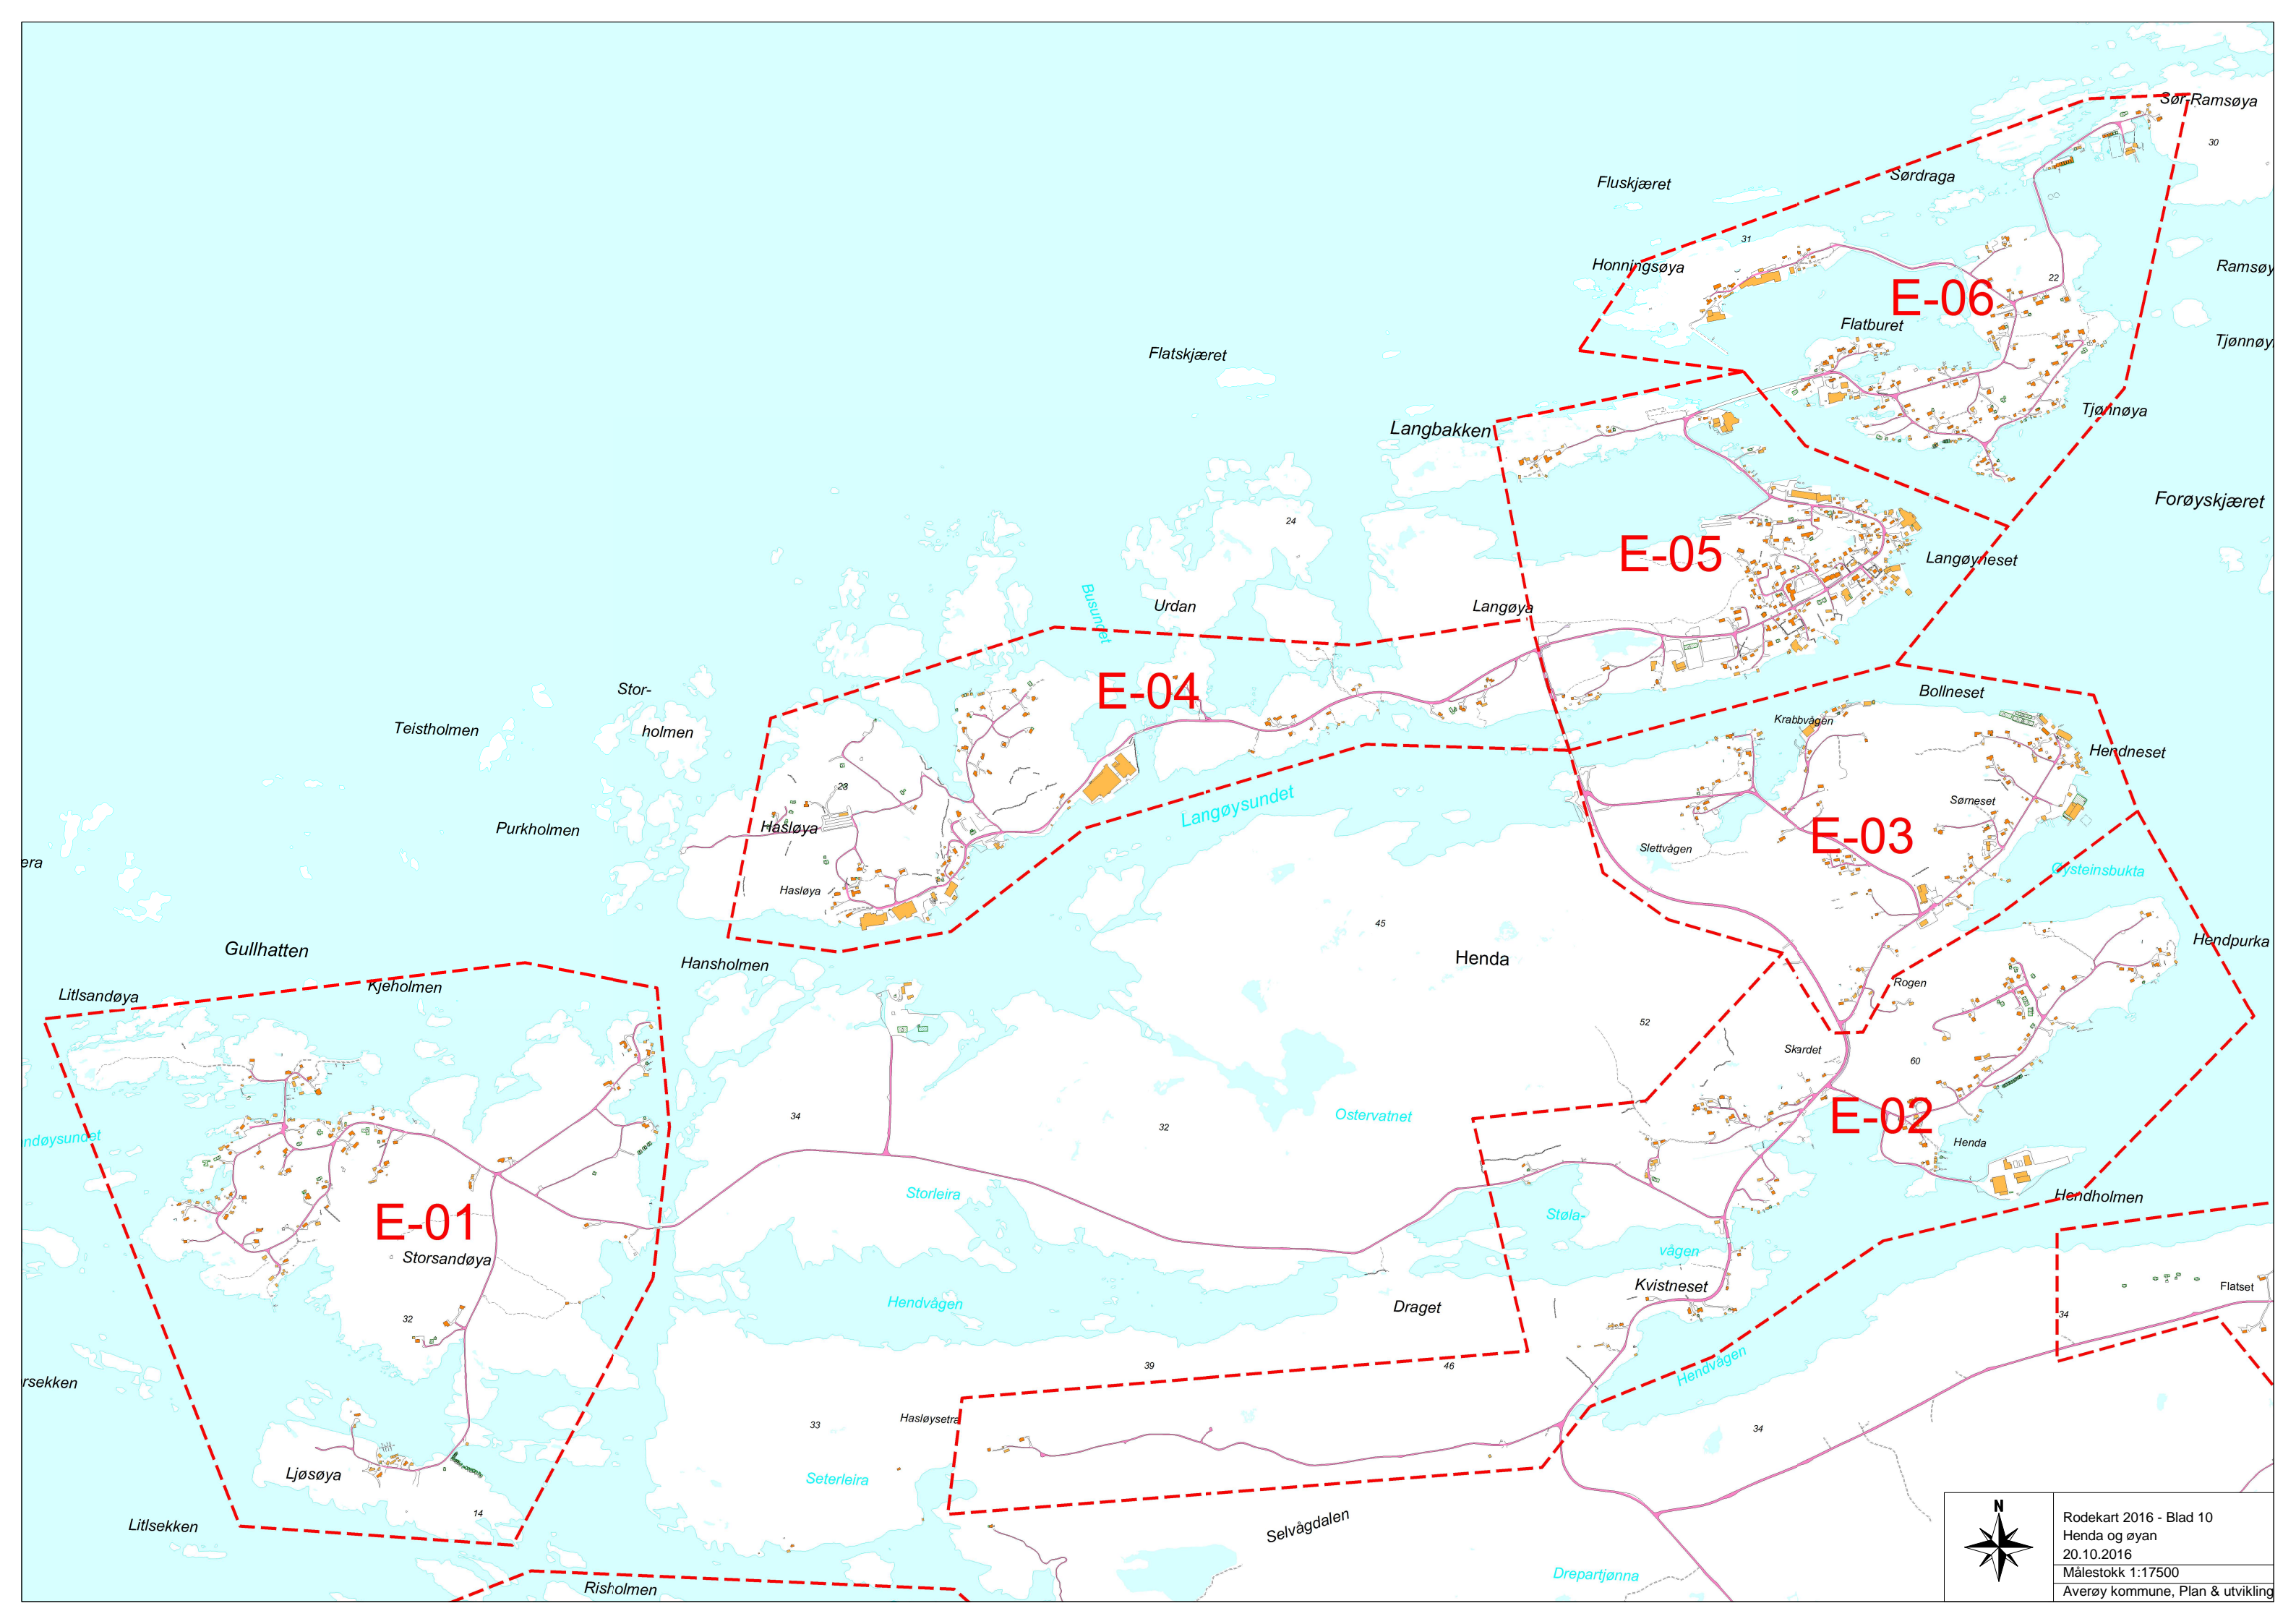 Sør-Ramsøya
30
Fluskjæret
Sørdraga
31
Honningsøya
Ramsøy
22
E-06
Flatburet
Tjønnøy
Flatskjæret
Tjønnøya
Langbakken
Forøyskjæret
24
E-05
Langøyneset
Busundet
Urdan
Langøya
E-04
Stor-
holmen
Teistholmen
Bollneset
Krabbvågen
Hendneset
28
Langøysundet
Sørneset
Purkholmen
Hasløya
E-03
Slettvågen
era
Hasløya
Øysteinsbukta
45
Gullhatten
Henda
Hendpurka
Hansholmen
Kjeholmen
Litlsandøya
Rogen
52
Skardet
60
34
32
Ostervatnet
E-02
ndøysundet
Henda
Storleira
Hendholmen
E-01
Støla-
vågen
Storsandøya
Kvistneset
Flatset
Hendvågen
Draget
34
32
39
46
Hendvågen
rsekken
Hasløysetra
33
34
Ljøsøya
Seterleira
14
Litlsekken
Selvågdalen
Drepartjønna
Risholmen
N
Rodekart 2016 - Blad 10
Henda og øyan
20.10.2016
Målestokk 1:17500
Averøy kommune, Plan & utvikling